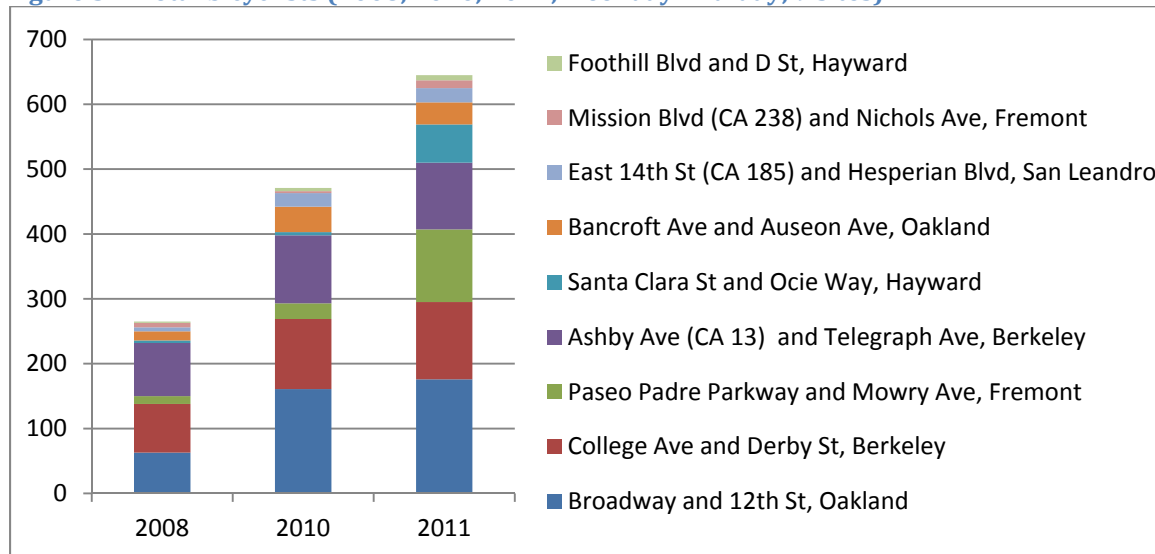 700
600
500
400
300
200
100
0
2008 2010 2011
Foothill Blvd and D St, Hayward
Mission Blvd (CA 238) and Nichols Ave, Fremont
East 14th St (CA 185) and Hesperian Blvd, San Leandro
Bancroft Ave and Auseon Ave, Oakland
Santa Clara St and Ocie Way, Hayward
Ashby Ave (CA 13)  and Telegraph Ave, Berkeley
Paseo Padre Parkway and Mowry Ave, Fremont
College Ave and Derby St, Berkeley
Broadway and 12th St, Oakland